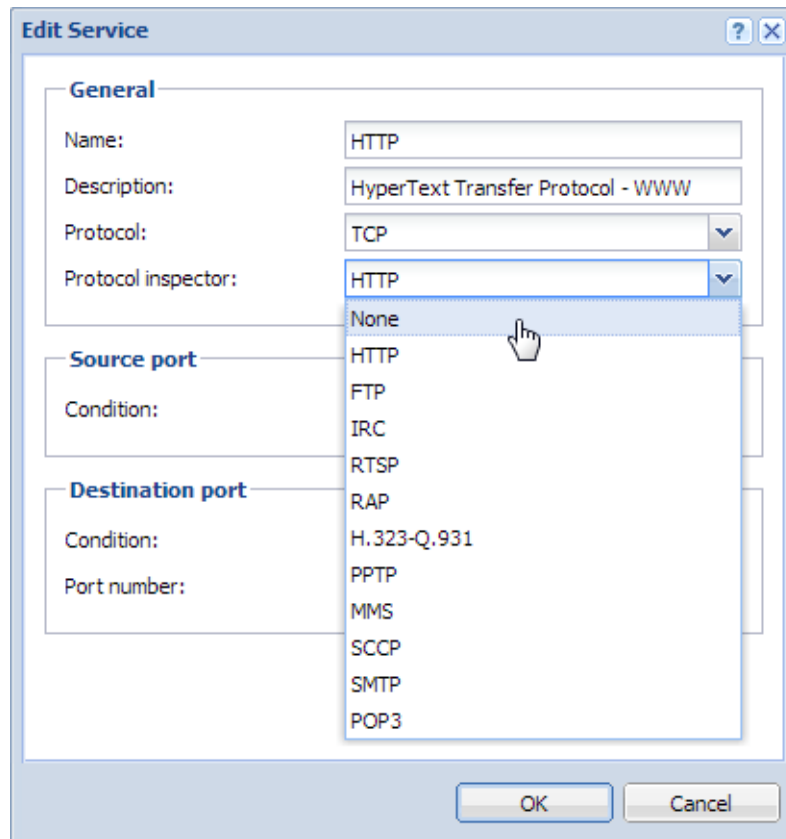 Edit Service
?
General
Name: HTTP
Description: HyperText Transfer Protocol - WWW
Protocol: TCP
Protocol inspector: HTTP
None
HTTP
Source port
FTP
Condition:
IRC
RTSP
Destination port
RAP
Condition:
H.323-Q.931
Port number:
PPTP
MMS
SCCP
SMTP
POP3
OK Cancel